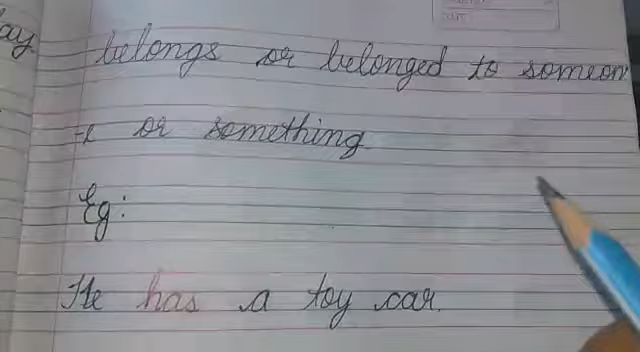 ay
belongs or belonged to someon
-e or something
Eg:
He has a toy car.